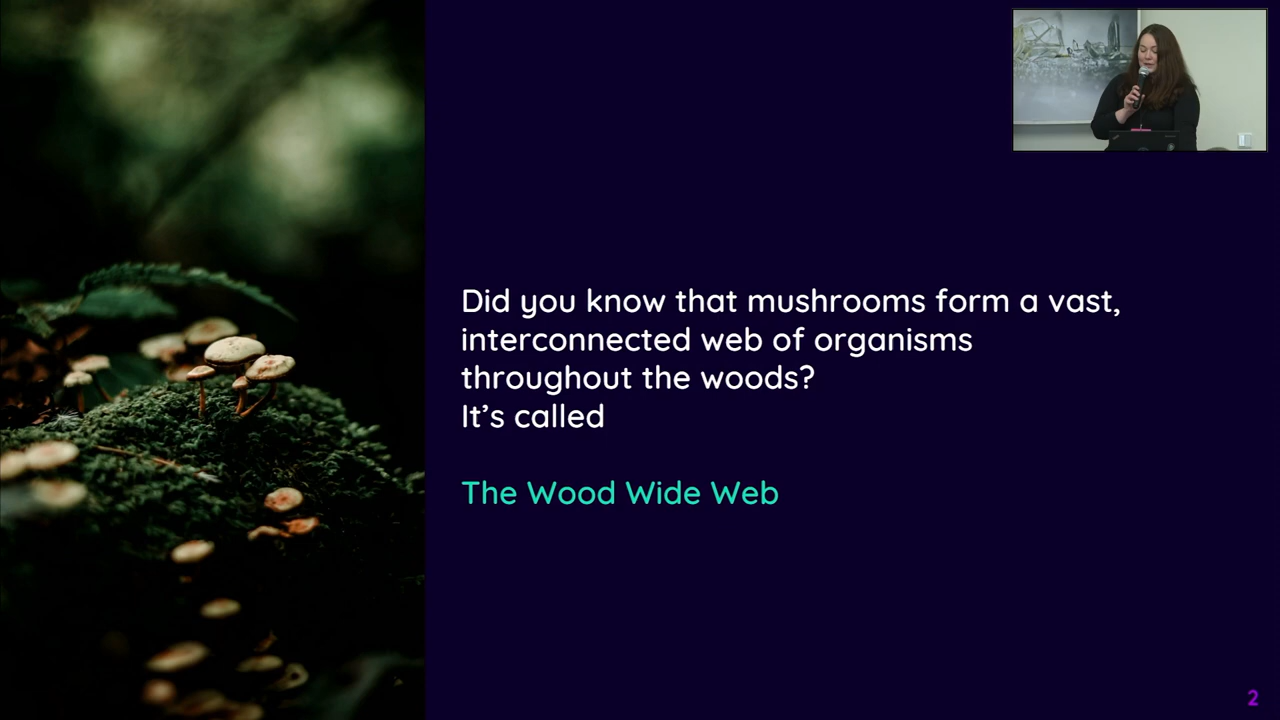 Did you know that mushrooms form a vast,
interconnected web of organisms
throughout the woods?
It's called
The Wood Wide Web
2